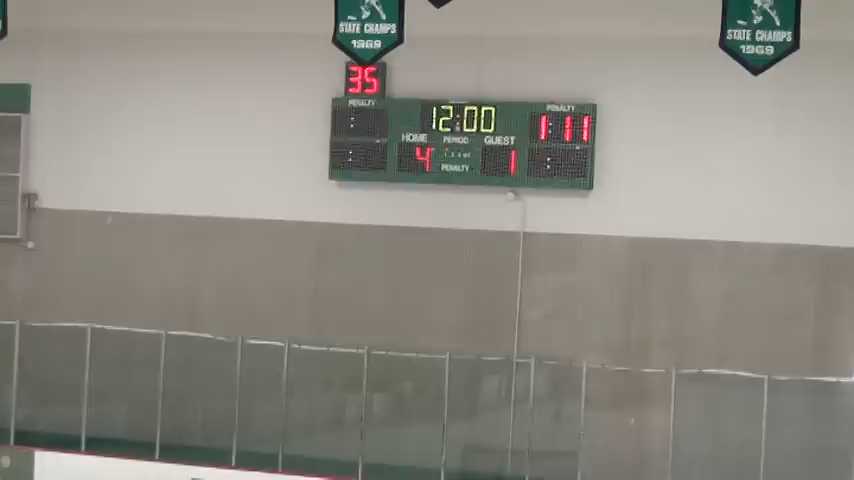 STATE CHAMPS
1969
STATE CHAMPS
1969
35
PENALTY
12:00
PENALTY
1:11
HOME
PERIOD
GUEST
4
1
PENALTY